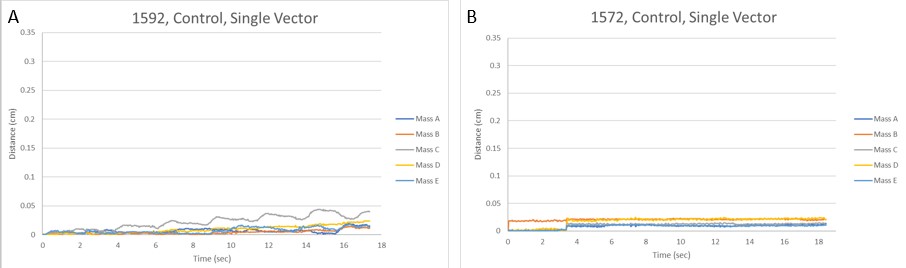 A
1592, Control, Single Vector
0.35
0.3
0.25
0.2
0.15
0.1
0.05
0
Distance (cm)
0 2 4 6 8 10 12 14 16 18
Time (sec)
Mass A
Mass B
Mass C
Mass D
Mass E
B
1572, Control, Single Vector
0.35
0.3
0.25
0.2
0.15
0.1
0.05
0
Distance (cm)
0 2 4 6 8 10 12 14 16 18
Time (sec)
Mass A
Mass B
Mass C
Mass D
Mass E